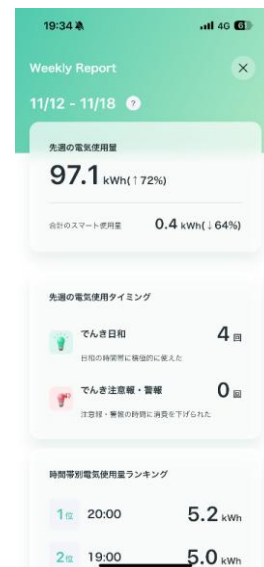 19:34
4G 61
Weekly Report
11/12 - 11/18 ?
先週の電気使用量
97.1 kWh(↑72%)
合計のスマート使用量 0.4 kWh(↓64%)
先週の電気使用タイミング
でんき日和 4 回
日和の時間帯に積極的に使えた
でんき注意報・警報 0 回
注意報・警報の時間に消費を下げられた
時間帯別電気使用量ランキング
1位 20:00 5.2 kWh
2位 19:00 5.0 kWh